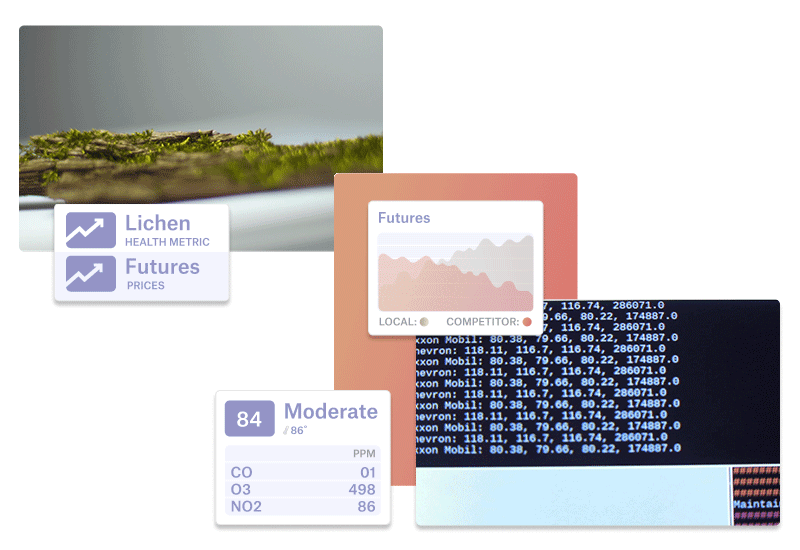 Lichen
HEALTH METRIC
Futures
PRICES
Futures
LOCAL:
COMPETITOR:
84
Moderate
// 86°
PPM
CO 01
O3 498
NO2 86
7, 116.74, 286071.0
9.66, 80.22, 174887.0
7, 116.74, 286071.0
xxon Mobil: 80.38, 79.66, 80.22, 174887.0
hevron: 118.11, 116.7, 116.74, 286071.0
xxon Mobil: 80.38, 79.66, 80.22, 174887.0
hevron: 118.11, 116.7, 116.74, 286071.0
xxon Mobil: 80.38, 79.66, 80.22, 174887.0
hevron: 118.11, 116.7, 116.74, 286071.0
xxon Mobil: 80.38, 79.66, 80.22, 174887.0
hevron: 118.11, 116.7, 116.74, 286071.0
xxon Mobil: 80.38, 79.66, 80.22, 174887.0
hevron: 118.11, 116.7, 116.74, 286071.0
xxon Mobil: 80.38, 79.66, 80.22, 174887.0
Maintai